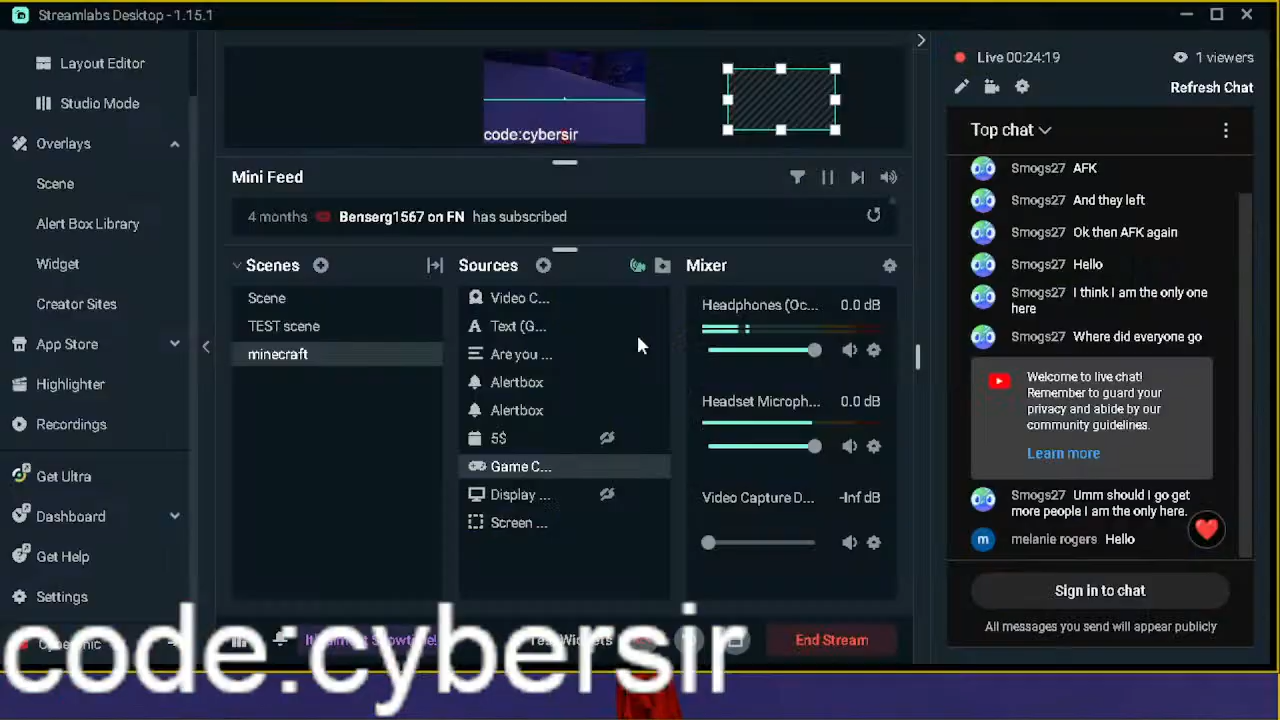 Streamlabs Desktop - 1.15.1
Layout Editor
Studio Mode
Overlays
Scene
Alert Box Library
Widget
Creator Sites
App Store
Highlighter
Recordings
Get Ultra
Dashboard
Get Help
Settings
code:cybersir
Mini Feed
4 months Benserg1567 on FN has subscribed
Scenes
Scene
TEST scene
minecraft
Sources
Video C...
Text (G...
Are you ...
Alertbox
Alertbox
5$
Game C...
Display ...
Screen ...
Mixer
Headphones (Oc... 0.0 dB
Headset Microph... 0.0 dB
Video Capture D... -Inf dB
End Stream
Live 00:24:19 1 viewers
Refresh Chat
Top chat
Smogs27 AFK
Smogs27 And they left
Smogs27 Ok then AFK again
Smogs27 Hello
Smogs27 I think I am the only one
here
Smogs27 Where did everyone go
Welcome to live chat!
Remember to guard your
privacy and abide by our
community guidelines.
Learn more
Smogs27 Umm should I go get
more people I am the only here.
m melanie rogers Hello
Sign in to chat
All messages you send will appear publicly
code:cybersir